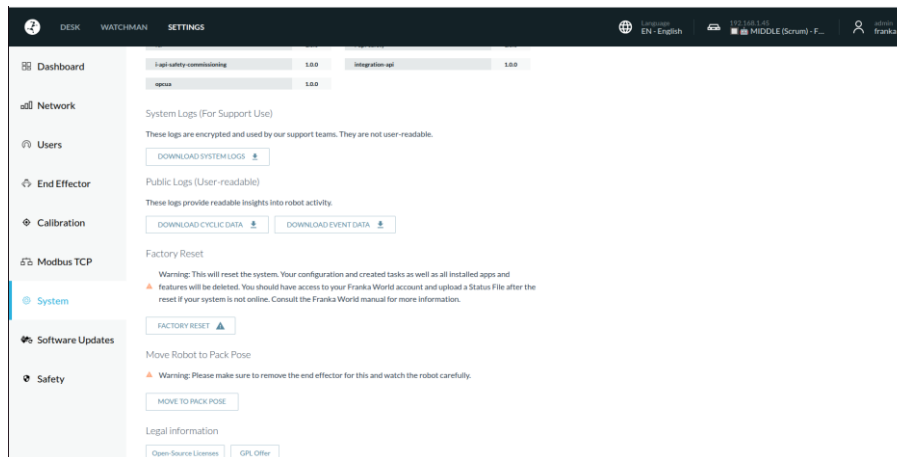 DESK WATCHMAN SETTINGS
Language
EN - English
192.168.1.41
MIDDLE (Scrum) - F...
admin
franka
Dashboard
Network
Users
End Effector
Calibration
Modbus TCP
System
Software Updates
Safety
i-api-safety-commissioning 1.0.0 integration-api 1.0.0
opcua 1.0.0
System Logs (For Support Use)
These logs are encrypted and used by our support teams. They are not user-readable.
DOWNLOAD SYSTEM LOGS
Public Logs (User-readable)
These logs provide readable insights into robot activity.
DOWNLOAD CYCLIC DATA DOWNLOAD EVENT DATA
Factory Reset
Warning: This will reset the system. Your configuration and created tasks as well as all installed apps and
features will be deleted. You should have access to your Franka World account and upload a Status File after the
reset if your system is not online. Consult the Franka World manual for more information.
FACTORY RESET
Move Robot to Pack Pose
Warning: Please make sure to remove the end effector for this and watch the robot carefully.
MOVE TO PACK POSE
Legal information
Open-Source Licenses GPL Offer